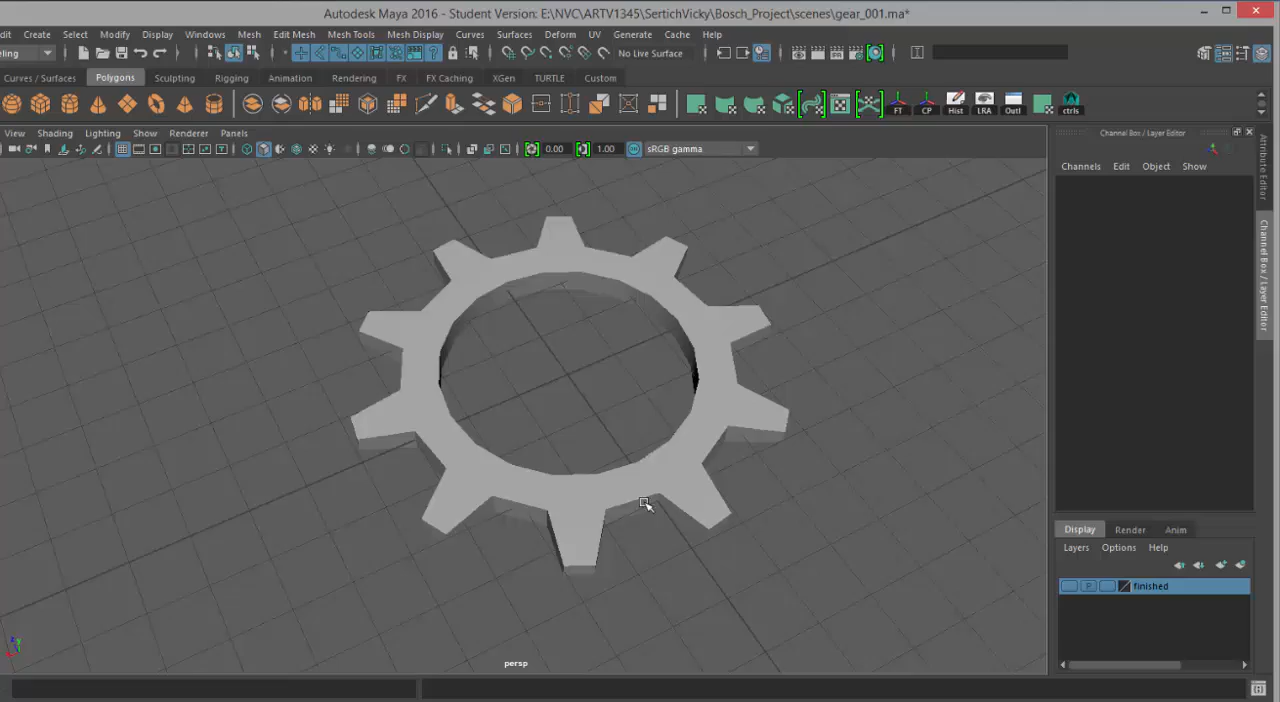 Autodesk Maya 2016 - Student Version: E:\NVC\ARTV1345\SertichVicky\Bosch_Project\scenes\gear_001.ma*
dit Create Select Modify Display Windows Mesh Edit Mesh Mesh Tools Mesh Display Curves Surfaces Deform UV Generate Cache Help
eling No Live Surface
Curves / Surfaces Polygons Sculpting Rigging Animation Rendering FX FX Caching XGen TURTLE Custom
FT CP Hist LRA Outl ctrls
View Shading Lighting Show Renderer Panels
0.00 1.00 sRGB gamma
Channel Box / Layer Editor
Channels Edit Object Show
Attribute Editor
Channel Box / Layer Editor
Display Render Anim
Layers Options Help
P finished
persp